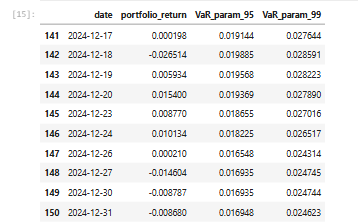 [15]:
date portfolio_return VaR_param_95 VaR_param_99
141 2024-12-17 0.000198 0.019144 0.027644
142 2024-12-18 -0.026514 0.019885 0.028591
143 2024-12-19 0.005934 0.019568 0.028223
144 2024-12-20 0.015400 0.019369 0.027890
145 2024-12-23 0.008770 0.018655 0.027016
146 2024-12-24 0.010134 0.018225 0.026517
147 2024-12-26 0.000210 0.016548 0.024314
148 2024-12-27 -0.014604 0.016935 0.024745
149 2024-12-30 -0.008787 0.016935 0.024744
150 2024-12-31 -0.008680 0.016948 0.024623